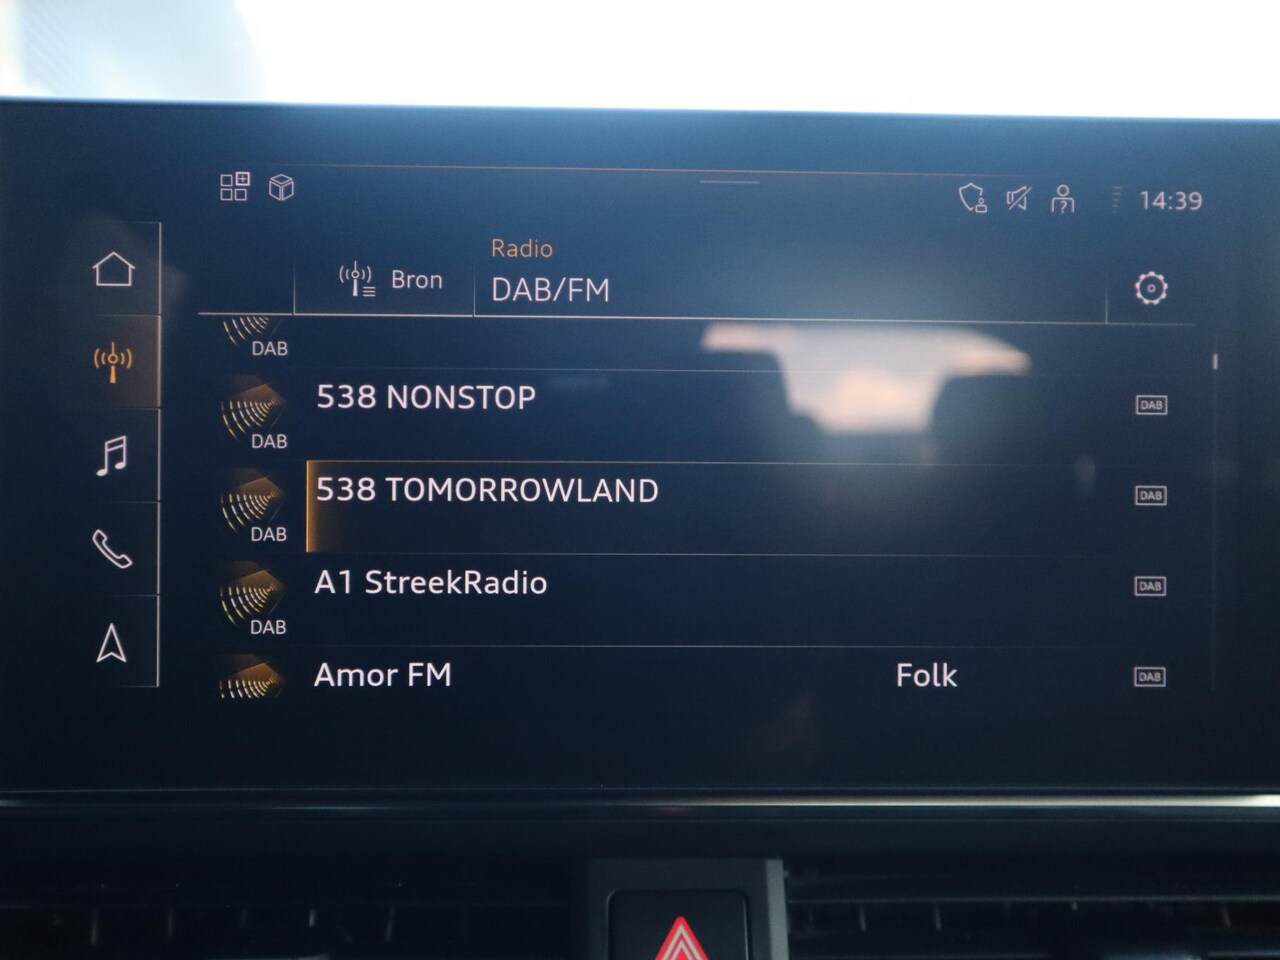 14:39
Bron
Radio
DAB/FM
DAB
538 NONSTOP
DAB
DAB
538 TOMORROWLAND
DAB
DAB
A1 StreekRadio
DAB
DAB
Amor FM
Folk
DAB